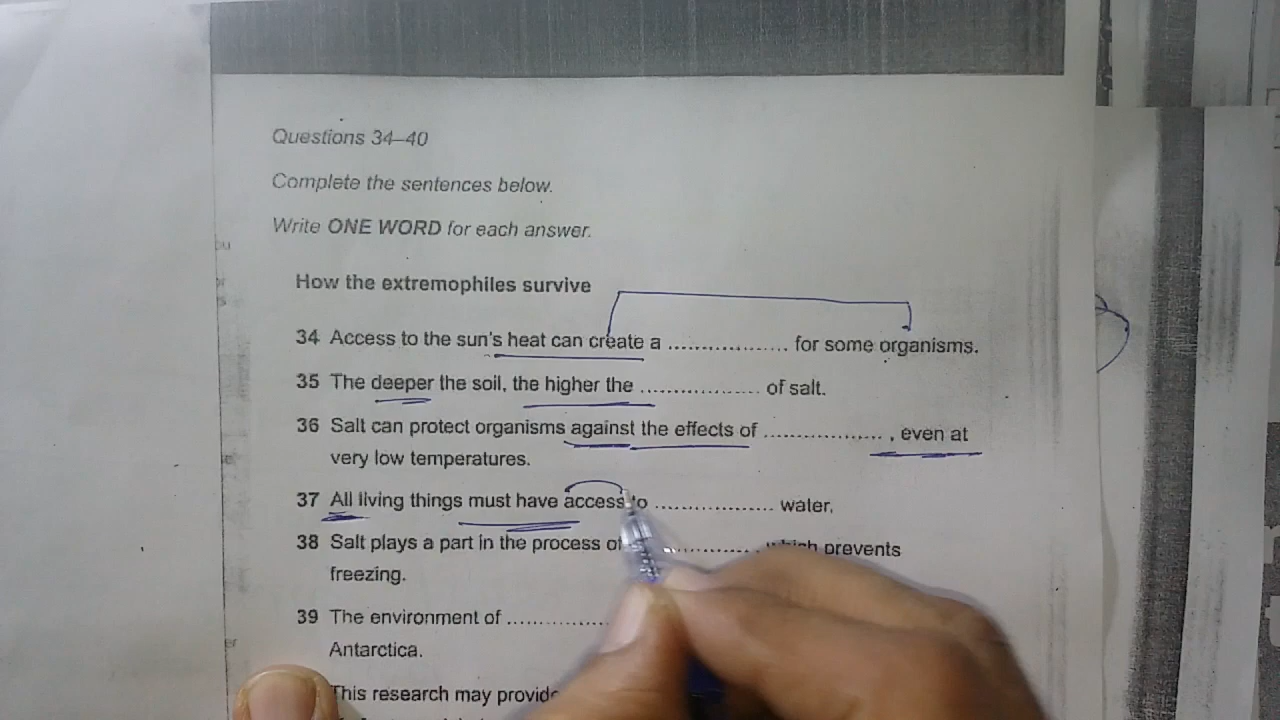 Questions 34–40
Complete the sentences below.
Write ONE WORD for each answer.
How the extremophiles survive
34 Access to the sun's heat can create a .................. for some organisms.
35 The deeper the soil, the higher the .................. of salt.
36 Salt can protect organisms against the effects of .................. , even at
very low temperatures.
37 All living things must have access to .................. water.
38 Salt plays a part in the process of .............. which prevents
freezing.
39 The environment of ...............
Antarctica.
This research may provide